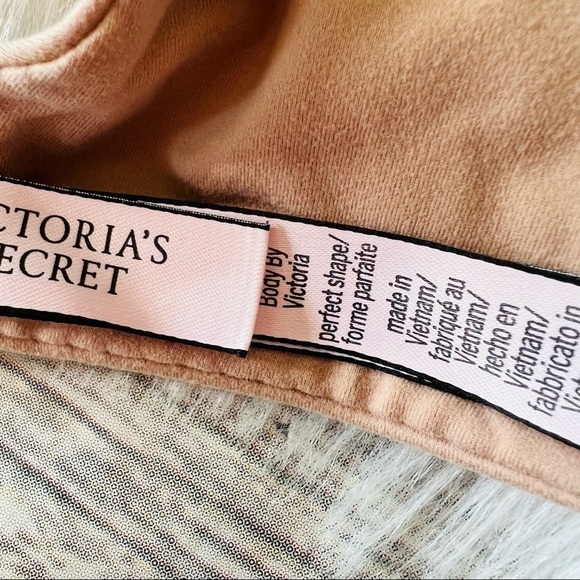 CTORIA'S
ECRET
Body By
Victoria
perfect shape/
forme parfaite
made in
Vietnam/
fabriqué au
Vietnam/
hecho en
Vietnam/
fabbricato in
Viet